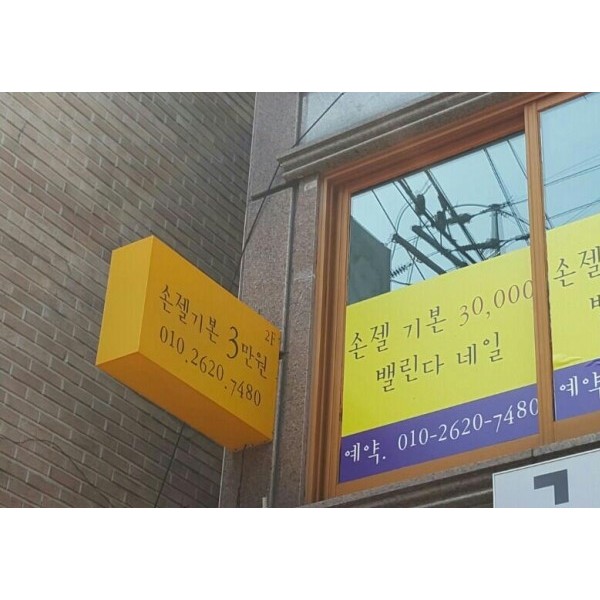 2F
손젤기본 3만원
010.2620.7480
손젤 기본 30,000
밸린다 네일
예약. 010-2620-7480
손젤
예약